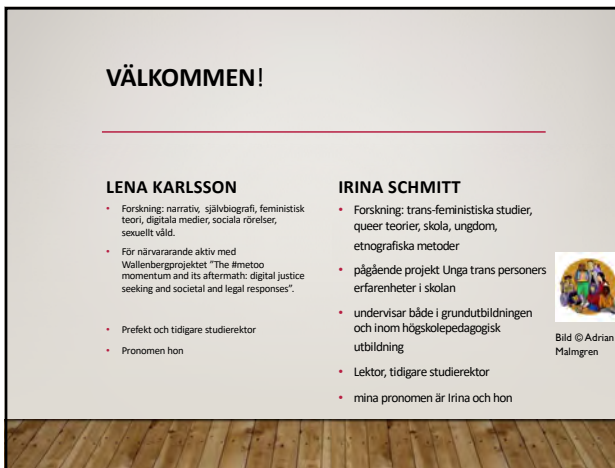 VÄLKOMMEN!
LENA KARLSSON
• Forskning: narrativ, självbiografi, feministisk
teori, digitala medier, sociala rörelser,
sexuellt våld.
• För närvararande aktiv med
Wallenbergprojektet "The #metoo
momentum and its aftermath: digital justice
seeking and societal and legal responses".
• Prefekt och tidigare studierektor
• Pronomen hon
IRINA SCHMITT
• Forskning: trans-feministiska studier,
queer teorier, skola, ungdom,
etnografiska metoder
• pågående projekt Unga trans personers
erfarenheter i skolan
• undervisar både i grundutbildningen
och inom högskolepedagogisk
utbildning
• Lektor, tidigare studierektor
• mina pronomen är Irina och hon
Bild © Adrian
Malmgren